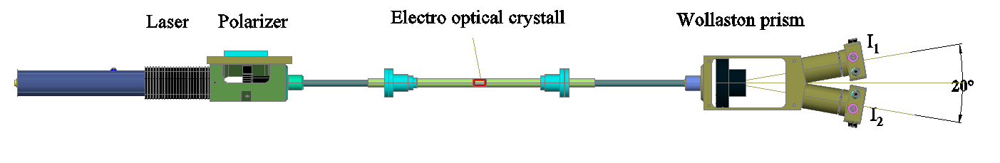 Laser
Polarizer
Electro optical crystall
Wollaston prism
I1
20°
I2